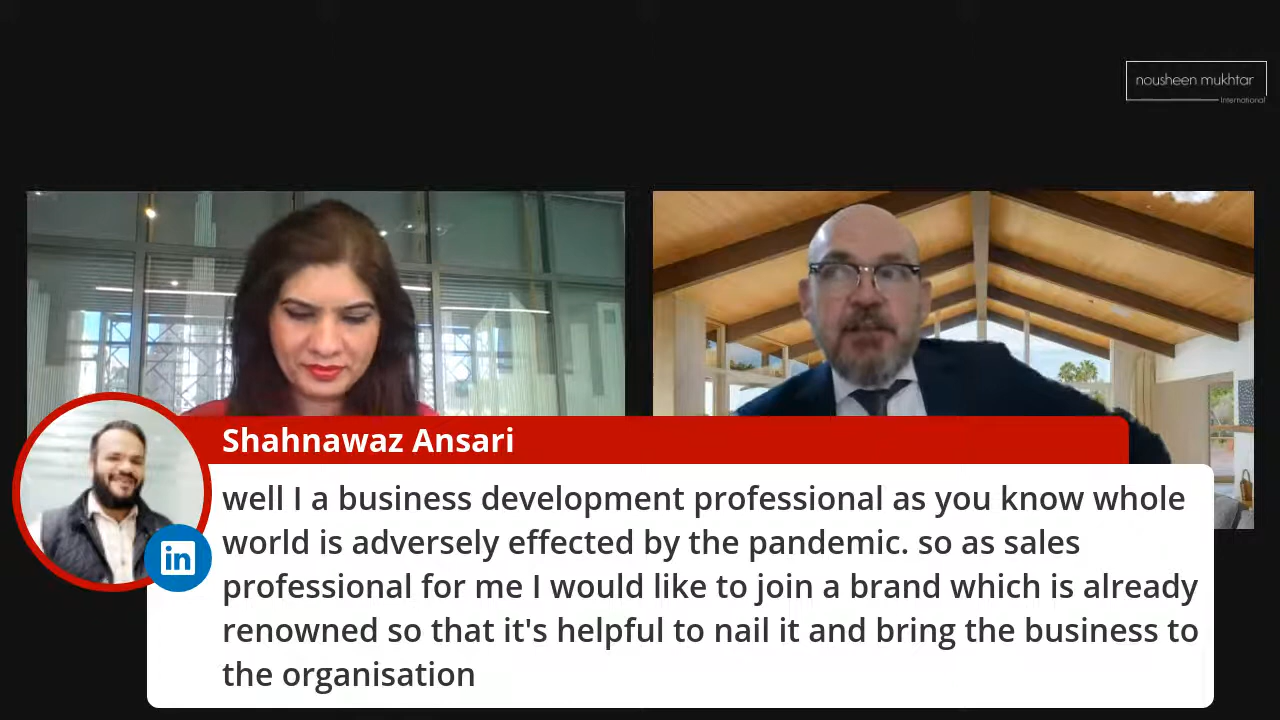 nousheen mukhtar
International
Shahnawaz Ansari
well I a business development professional as you know whole
world is adversely effected by the pandemic. so as sales
professional for me I would like to join a brand which is already
renowned so that it's helpful to nail it and bring the business to
the organisation
in